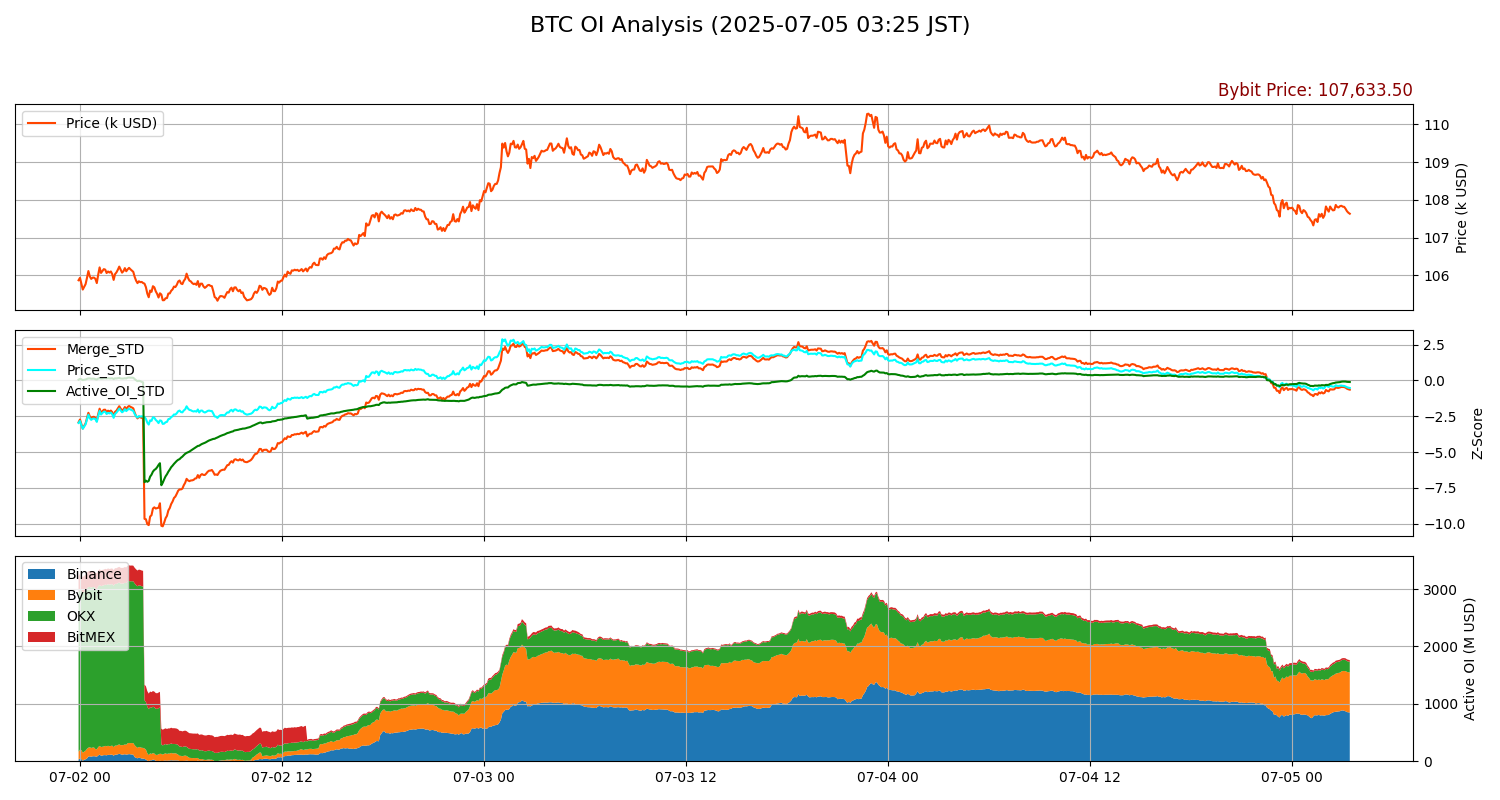 BTC OI Analysis (2025-07-05 03:25 JST)
Bybit Price: 107,633.50
Price (k USD)
110
109
108
107
106
Price (k USD)
Merge_STD
Price_STD
Active_OI_STD
2.5
0.0
−2.5
−5.0
−7.5
−10.0
Z-Score
Binance
Bybit
OKX
BitMEX
3000
2000
1000
0
Active OI (M USD)
07-02 00
07-02 12
07-03 00
07-03 12
07-04 00
07-04 12
07-05 00